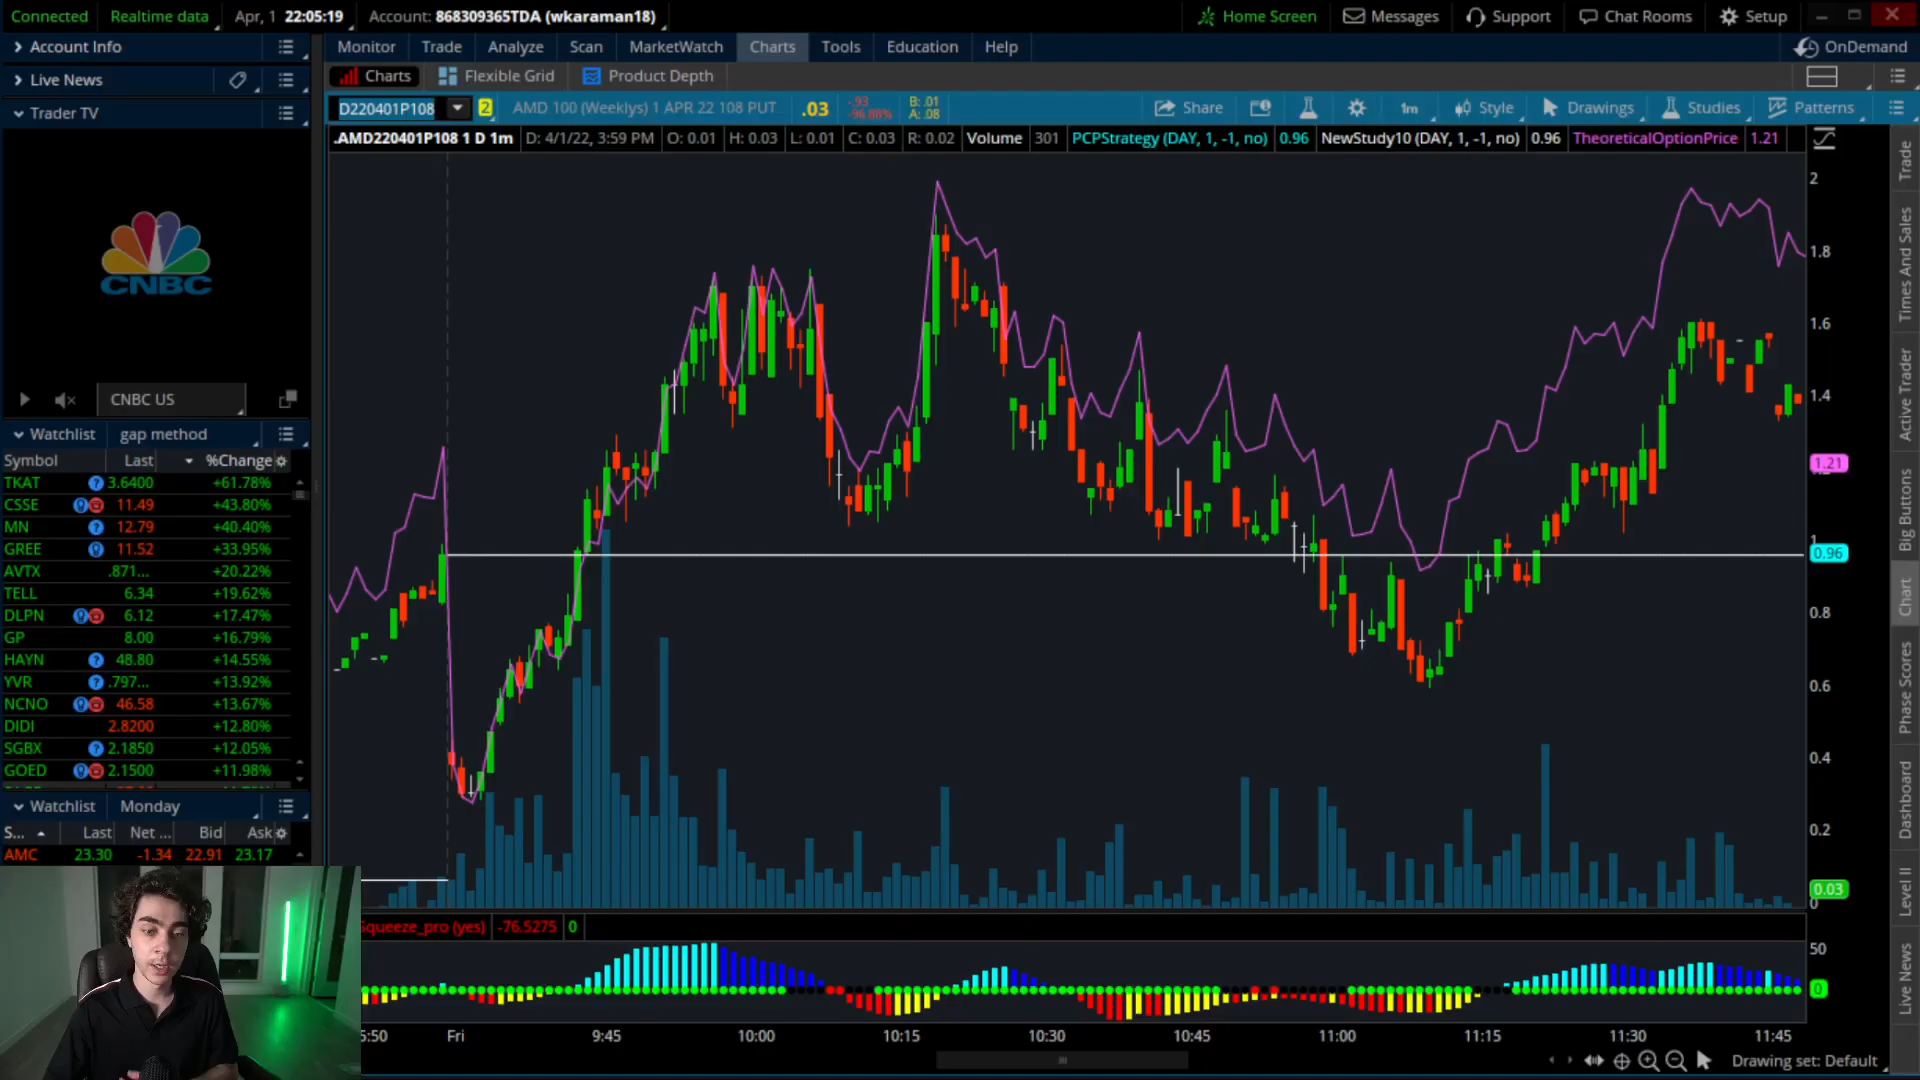 Connected Realtime data Apr, 1 22:05:19 Account: 868309365TDA (wkaraman18) Home Screen Messages Support Chat Rooms Setup
Account Info Monitor Trade Analyze Scan MarketWatch Charts Tools Education Help OnDemand
Live News Charts Flexible Grid Product Depth
Trader TV D220401P108 2 AMD 100 (Weeklys) 1 APR 22 108 PUT .03 -.93 -96.88% B: .01 A: .08 Share 1m Style Drawings Studies Patterns
.AMD220401P108 1 D 1m D: 4/1/22, 3:59 PM O: 0.01 H: 0.03 L: 0.01 C: 0.03 R: 0.02 Volume 301 PCPStrategy (DAY, 1, -1, no) 0.96 NewStudy10 (DAY, 1, -1, no) 0.96 TheoreticalOptionPrice 1.21
CNBC
CNBC US
Watchlist gap method
Symbol Last %Change
TKAT 3.6400 +61.78%
CSSE 11.49 +43.80%
MN 12.79 +40.40%
GREE 11.52 +33.95%
AVTX .871... +20.22%
TELL 6.34 +19.62%
DLPN 6.12 +17.47%
GP 8.00 +16.79%
HAYN 48.80 +14.55%
YVR .797... +13.92%
NCNO 46.58 +13.67%
DIDI 2.8200 +12.80%
SGBX 2.1850 +12.05%
GOED 2.1500 +11.98%
Watchlist Monday
S... Last Net ... Bid Ask
AMC 23.30 -1.34 22.91 23.17
2
1.8
1.6
1.4
1.21
1
0.96
0.8
0.6
0.4
0.2
0.03
0
Squeeze_pro (yes) -76.5275 0
50
0
5:50 Fri 9:45 10:00 10:15 10:30 10:45 11:00 11:15 11:30 11:45
Drawing set: Default
Trade
Times And Sales
Active Trader
Big Buttons
Chart
Phase Scores
Dashboard
Level II
Live News